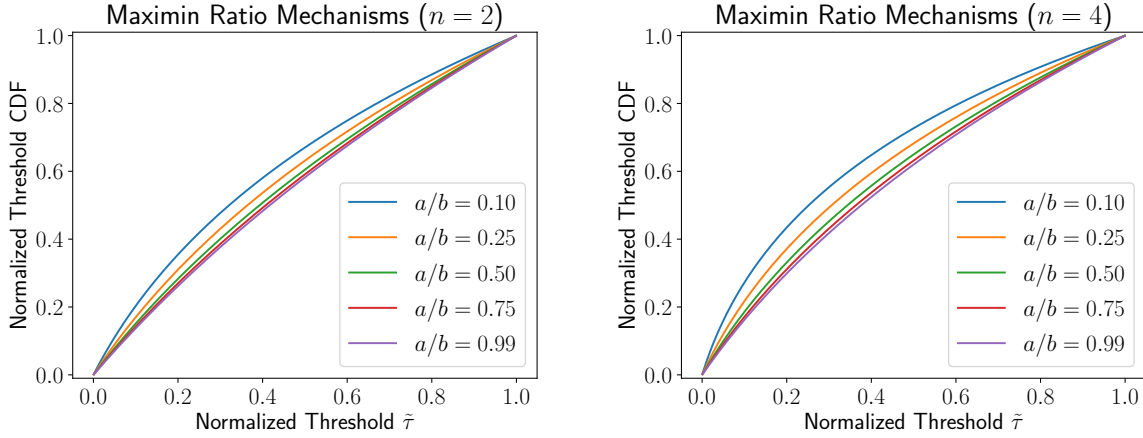 Maximin Ratio Mechanisms (n = 2)
Normalized Threshold CDF
1.0
0.8
0.6
0.4
0.2
0.0
a/b = 0.10
a/b = 0.25
a/b = 0.50
a/b = 0.75
a/b = 0.99
0.0 0.2 0.4 0.6 0.8 1.0
Normalized Threshold τ̃
Maximin Ratio Mechanisms (n = 4)
Normalized Threshold CDF
1.0
0.8
0.6
0.4
0.2
0.0
a/b = 0.10
a/b = 0.25
a/b = 0.50
a/b = 0.75
a/b = 0.99
0.0 0.2 0.4 0.6 0.8 1.0
Normalized Threshold τ̃